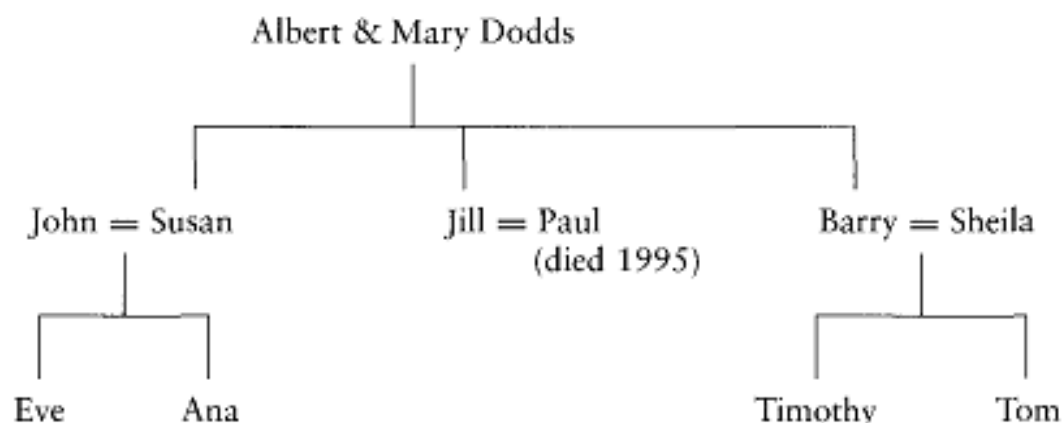 Albert & Mary Dodds
John = Susan Jill = Paul Barry = Sheila
(died 1995)
Eve Ana Timothy Tom